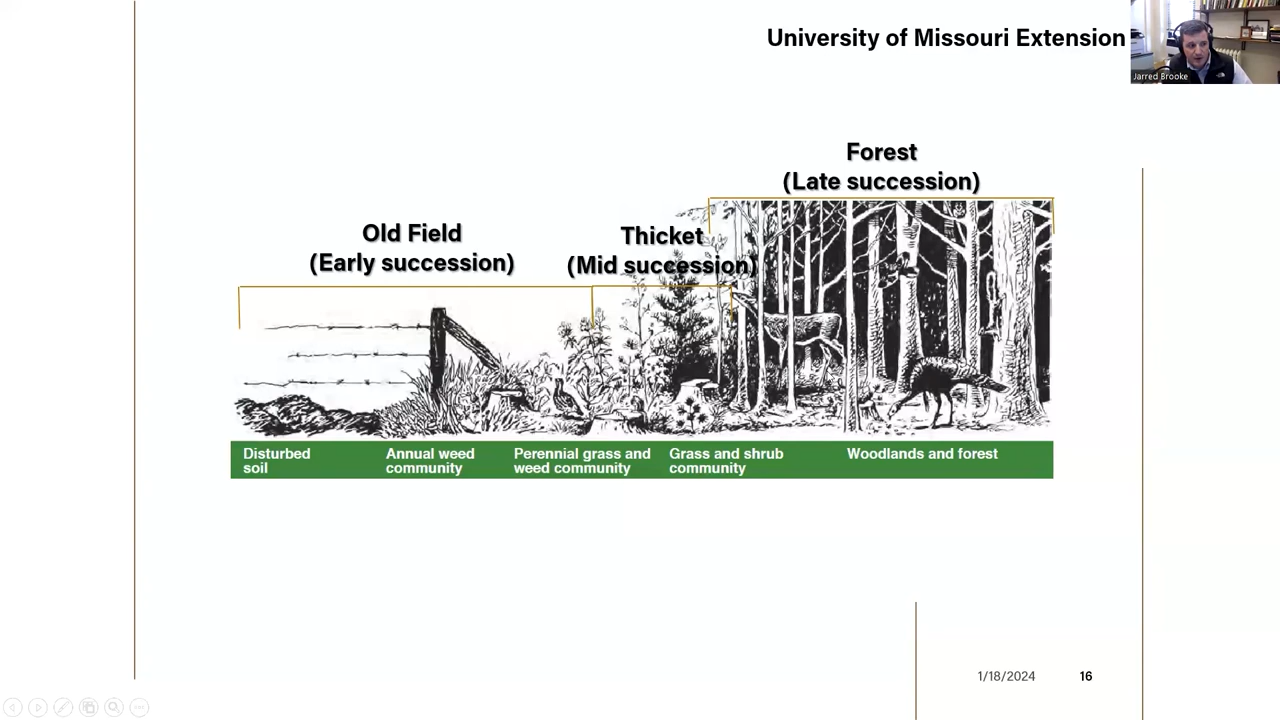 University of Missouri Extension
Jarred Brooke
Forest
(Late succession)
Old Field
(Early succession)
Thicket
(Mid succession)
Disturbed
soil
Annual weed
community
Perennial grass and
weed community
Grass and shrub
community
Woodlands and forest
1/18/2024
16